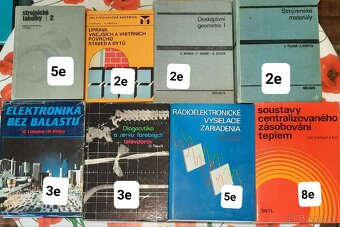 strojnické
tabulky 2
5e
POLYTECHNICKÁ KNIŽNICE
ÚPRAVA
VNĚJŠÍCH A VNITŘNÍCH
POVRCHŮ
STAVEB A BYTŮ
2e
Deskriptivní
geometrie I
2e
Strojírenské
materiály
2e
ELEKTRONIKA
BEZ BALASTU
3e
Diagnostika
a servis farebných
televízorov
3e
RÁDIOELEKTRONICKÉ
VYSIELACIE
ZARIADENIA
5e
soustavy
centralizovaného
zásobování
teplem
8e
SNTL